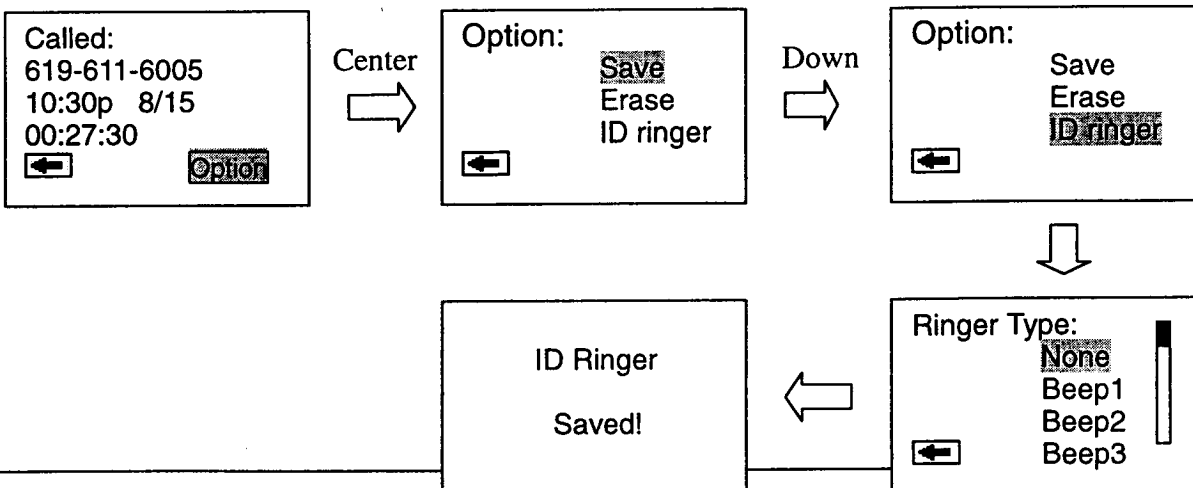 Called:
619-611-6005
10:30p 8/15
00:27:30
Option
Center
Option:
Save
Erase
ID ringer
Down
Option:
Save
Erase
ID ringer
Ringer Type:
None
Beep1
Beep2
Beep3
ID Ringer
Saved!